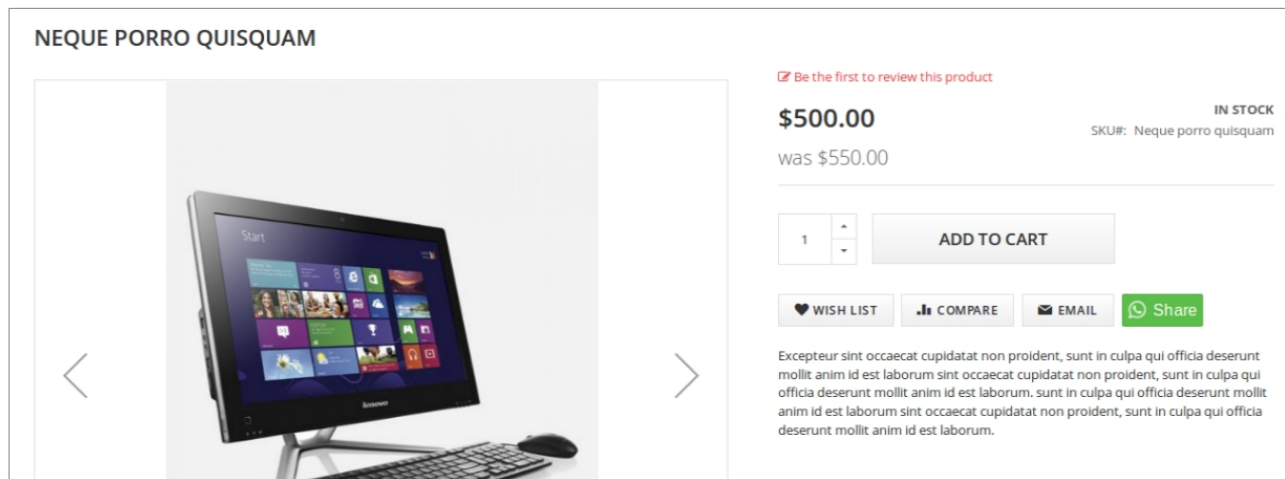 NEQUE PORRO QUISQUAM
Be the first to review this product
$500.00
IN STOCK
SKU#: Neque porro quisquam
was $550.00
1
ADD TO CART
WISH LIST
COMPARE
EMAIL
Share
Excepteur sint occaecat cupidatat non proident, sunt in culpa qui officia deserunt
mollit anim id est laborum sint occaecat cupidatat non proident, sunt in culpa qui
officia deserunt mollit anim id est laborum. sunt in culpa qui officia deserunt mollit
anim id est laborum sint occaecat cupidatat non proident, sunt in culpa qui officia
deserunt mollit anim id est laborum.
Start
lenovo